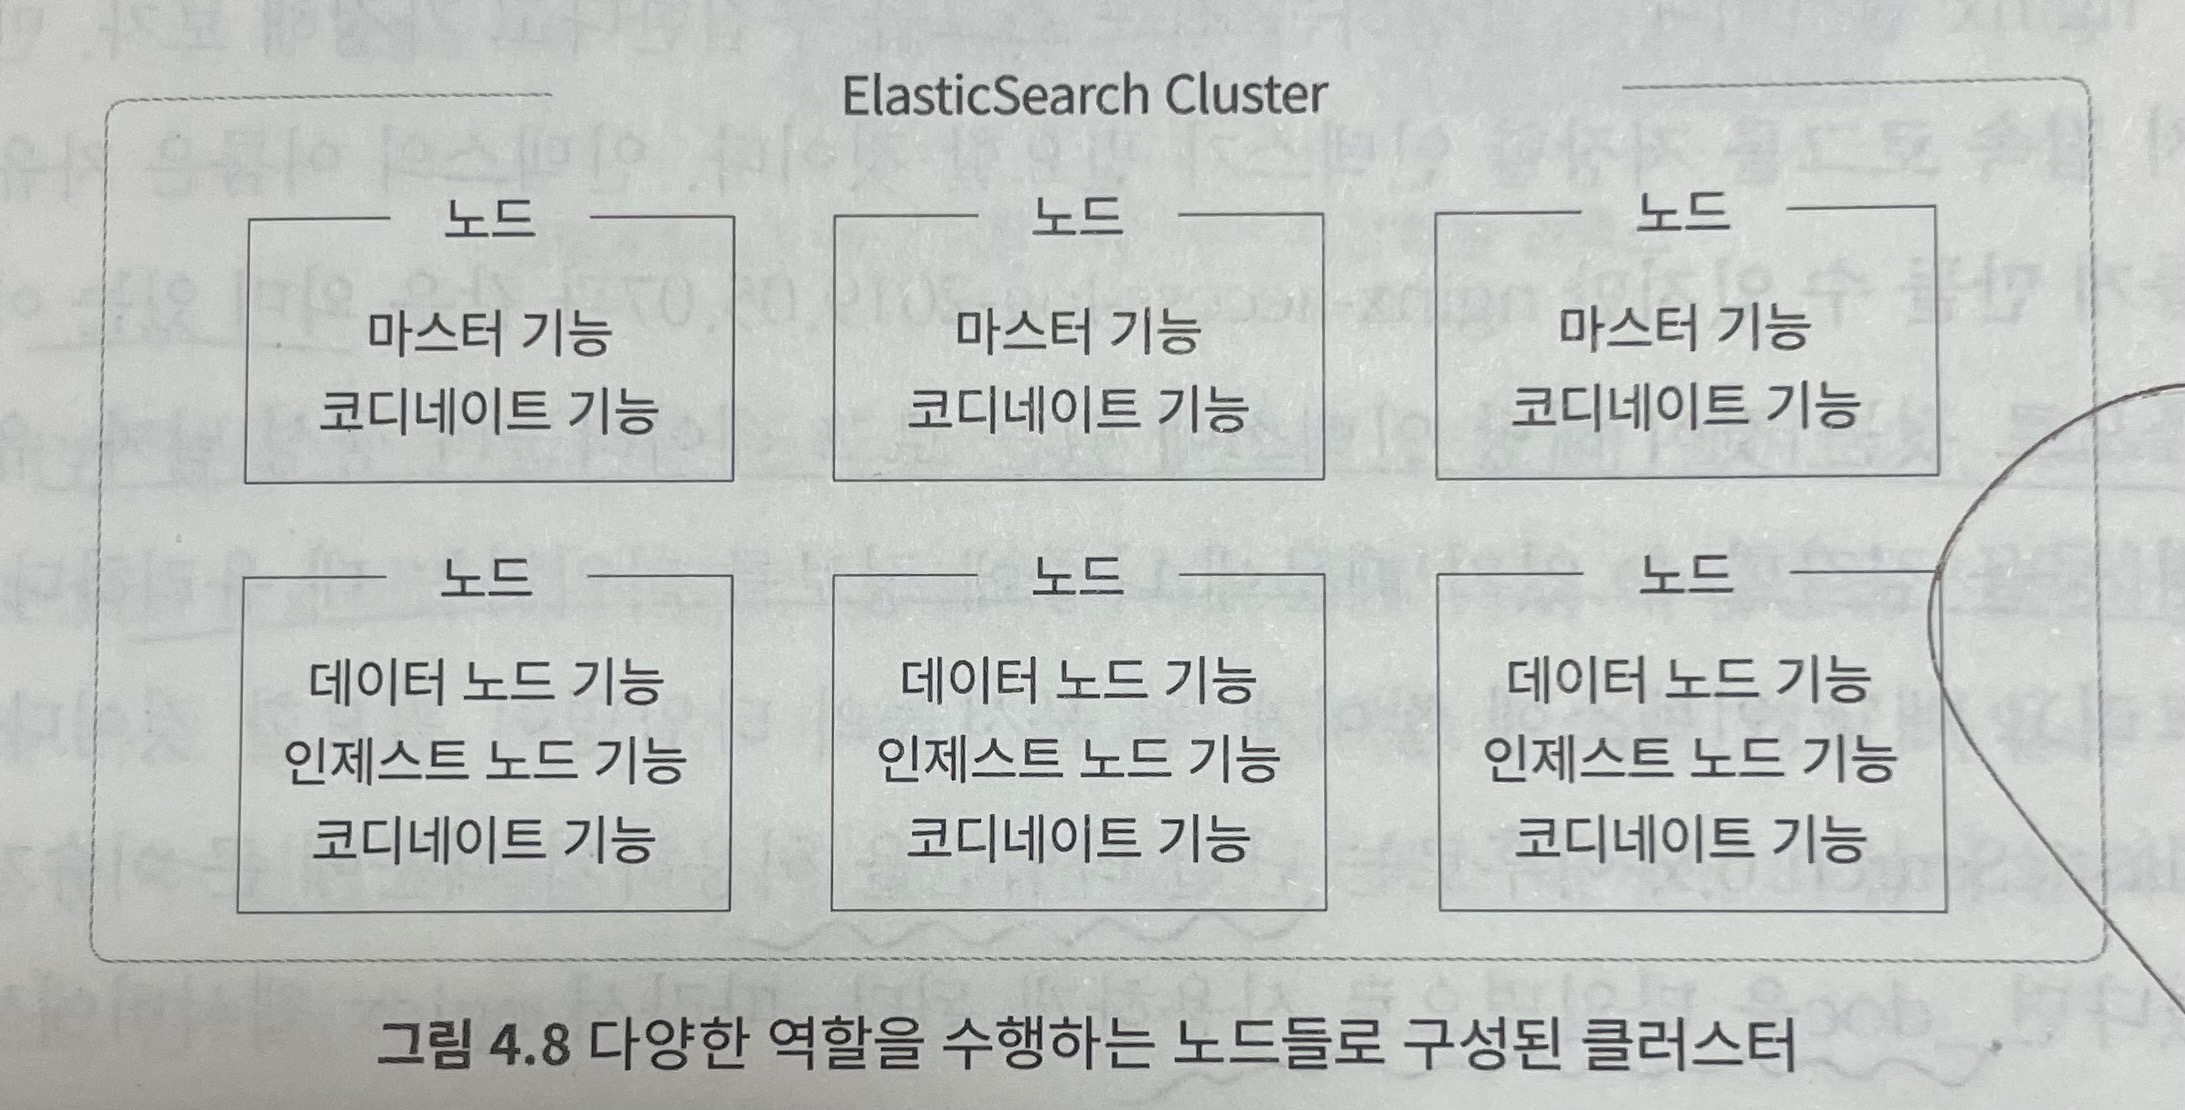 ElasticSearch Cluster
노드 노드 노드
마스터 기능 마스터 기능 마스터 기능
코디네이트 기능 코디네이트 기능 코디네이트 기능
노드 노드 노드
데이터 노드 기능 데이터 노드 기능 데이터 노드 기능
인제스트 노드 기능 인제스트 노드 기능 인제스트 노드 기능
코디네이트 기능 코디네이트 기능 코디네이트 기능
그림 4.8 다양한 역할을 수행하는 노드들로 구성된 클러스터